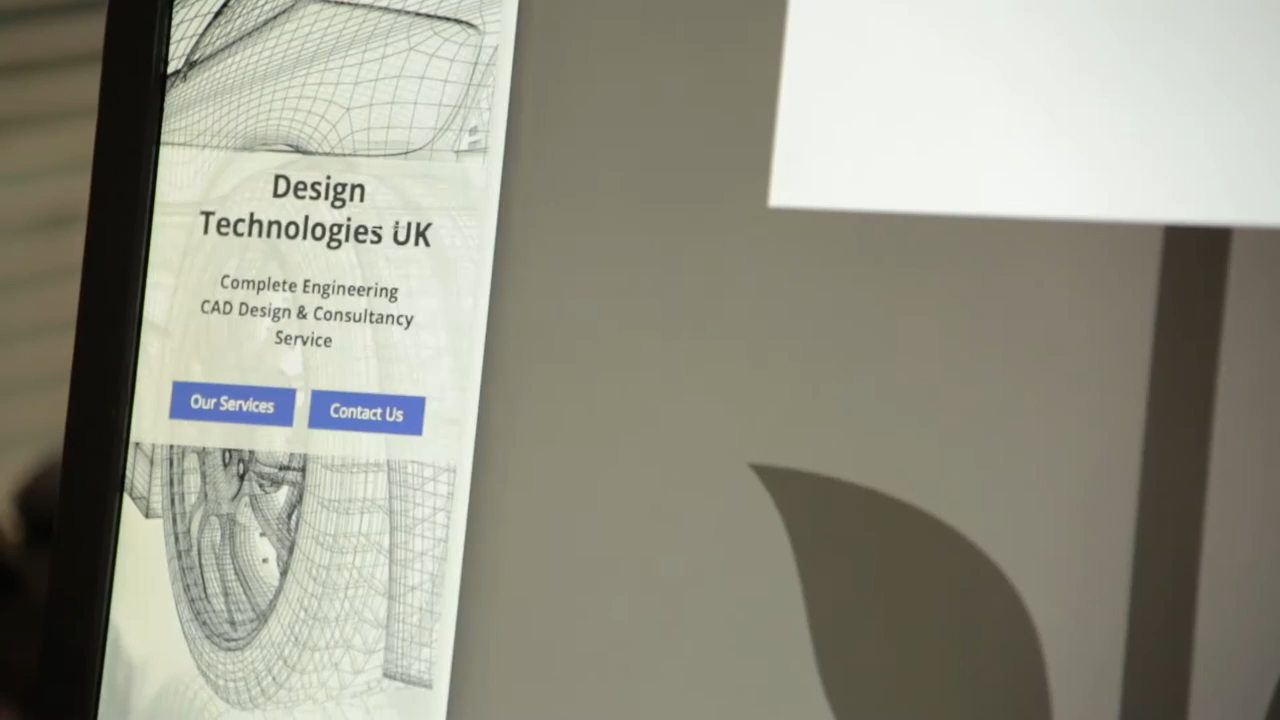 Design
Technologies UK
Complete Engineering
CAD Design & Consultancy
Service
Our Services
Contact Us